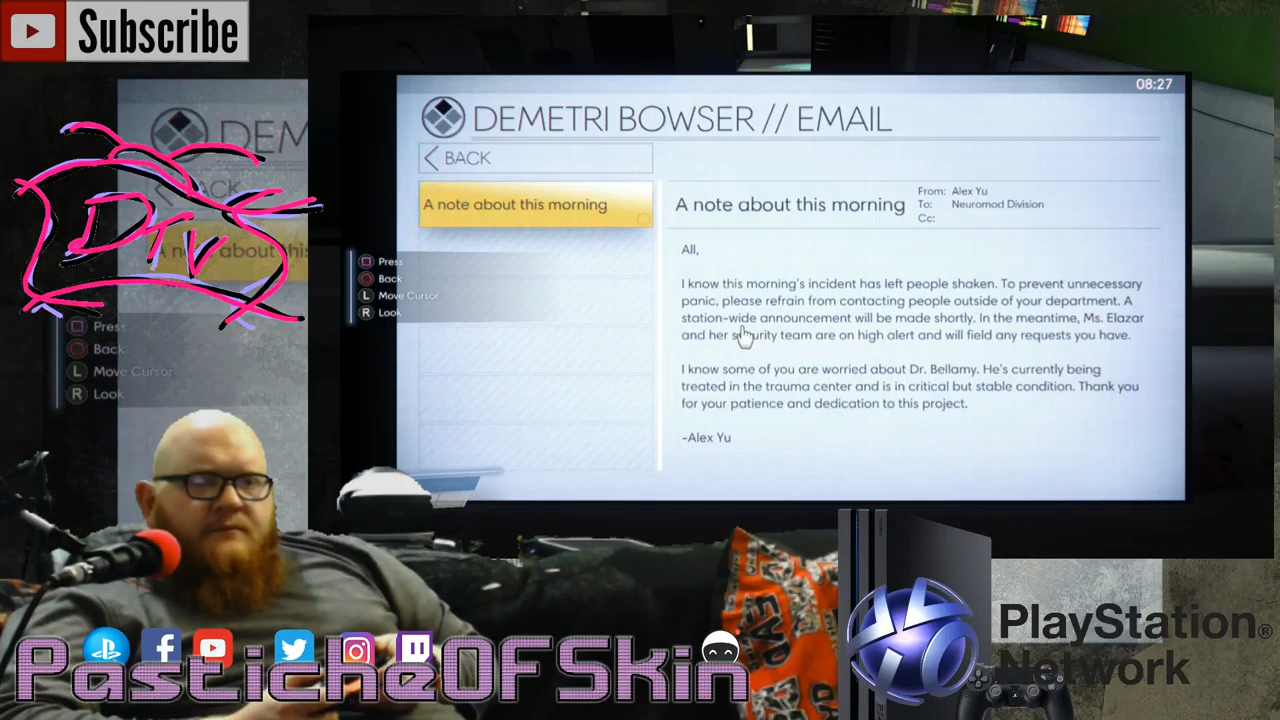 Subscribe
08:27
DEMETRI BOWSER // EMAIL
BACK
A note about this morning
A note about this morning
From: Alex Yu
To: Neuromod Division
Cc:
All,
I know this morning's incident has left people shaken. To prevent unnecessary
panic, please refrain from contacting people outside of your department. A
station-wide announcement will be made shortly. In the meantime, Ms. Elazar
and her security team are on high alert and will field any requests you have.
I know some of you are worried about Dr. Bellamy. He's currently being
treated in the trauma center and is in critical but stable condition. Thank you
for your patience and dedication to this project.
-Alex Yu
Press
Back
L Move Cursor
R Look
DEM
ACK
A note about this
DTV
Press
Back
L Move Cursor
R Look
PasticheOFSkin
PlayStation®
Network